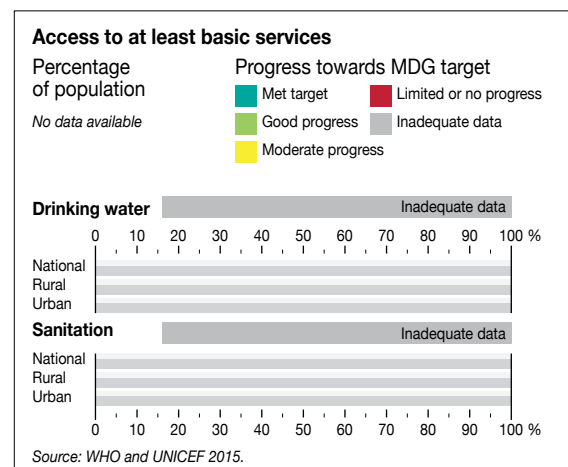 Access to at least basic services
Percentage of population
No data available
Progress towards MDG target
Met target
Limited or no progress
Good progress
Inadequate data
Moderate progress
Drinking water
Inadequate data
0 10 20 30 40 50 60 70 80 90 100 %
National
Rural
Urban
Sanitation
Inadequate data
National
Rural
Urban
0 10 20 30 40 50 60 70 80 90 100 %
Source: WHO and UNICEF 2015.